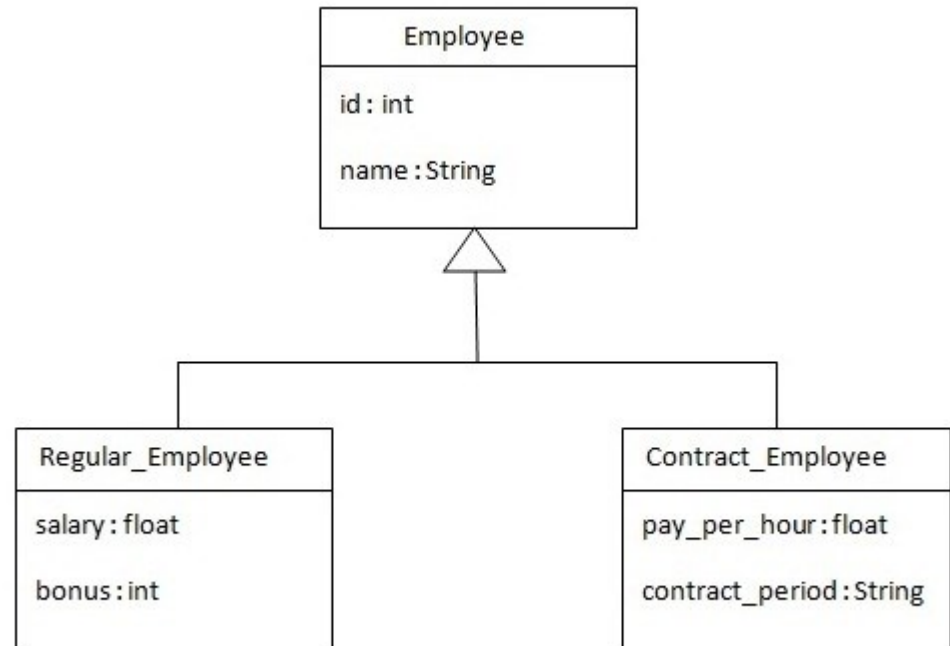 Employee
id: int
name:String
Regular_Employee
salary:float
bonus:int
Contract_Employee
pay_per_hour:float
contract_period:String